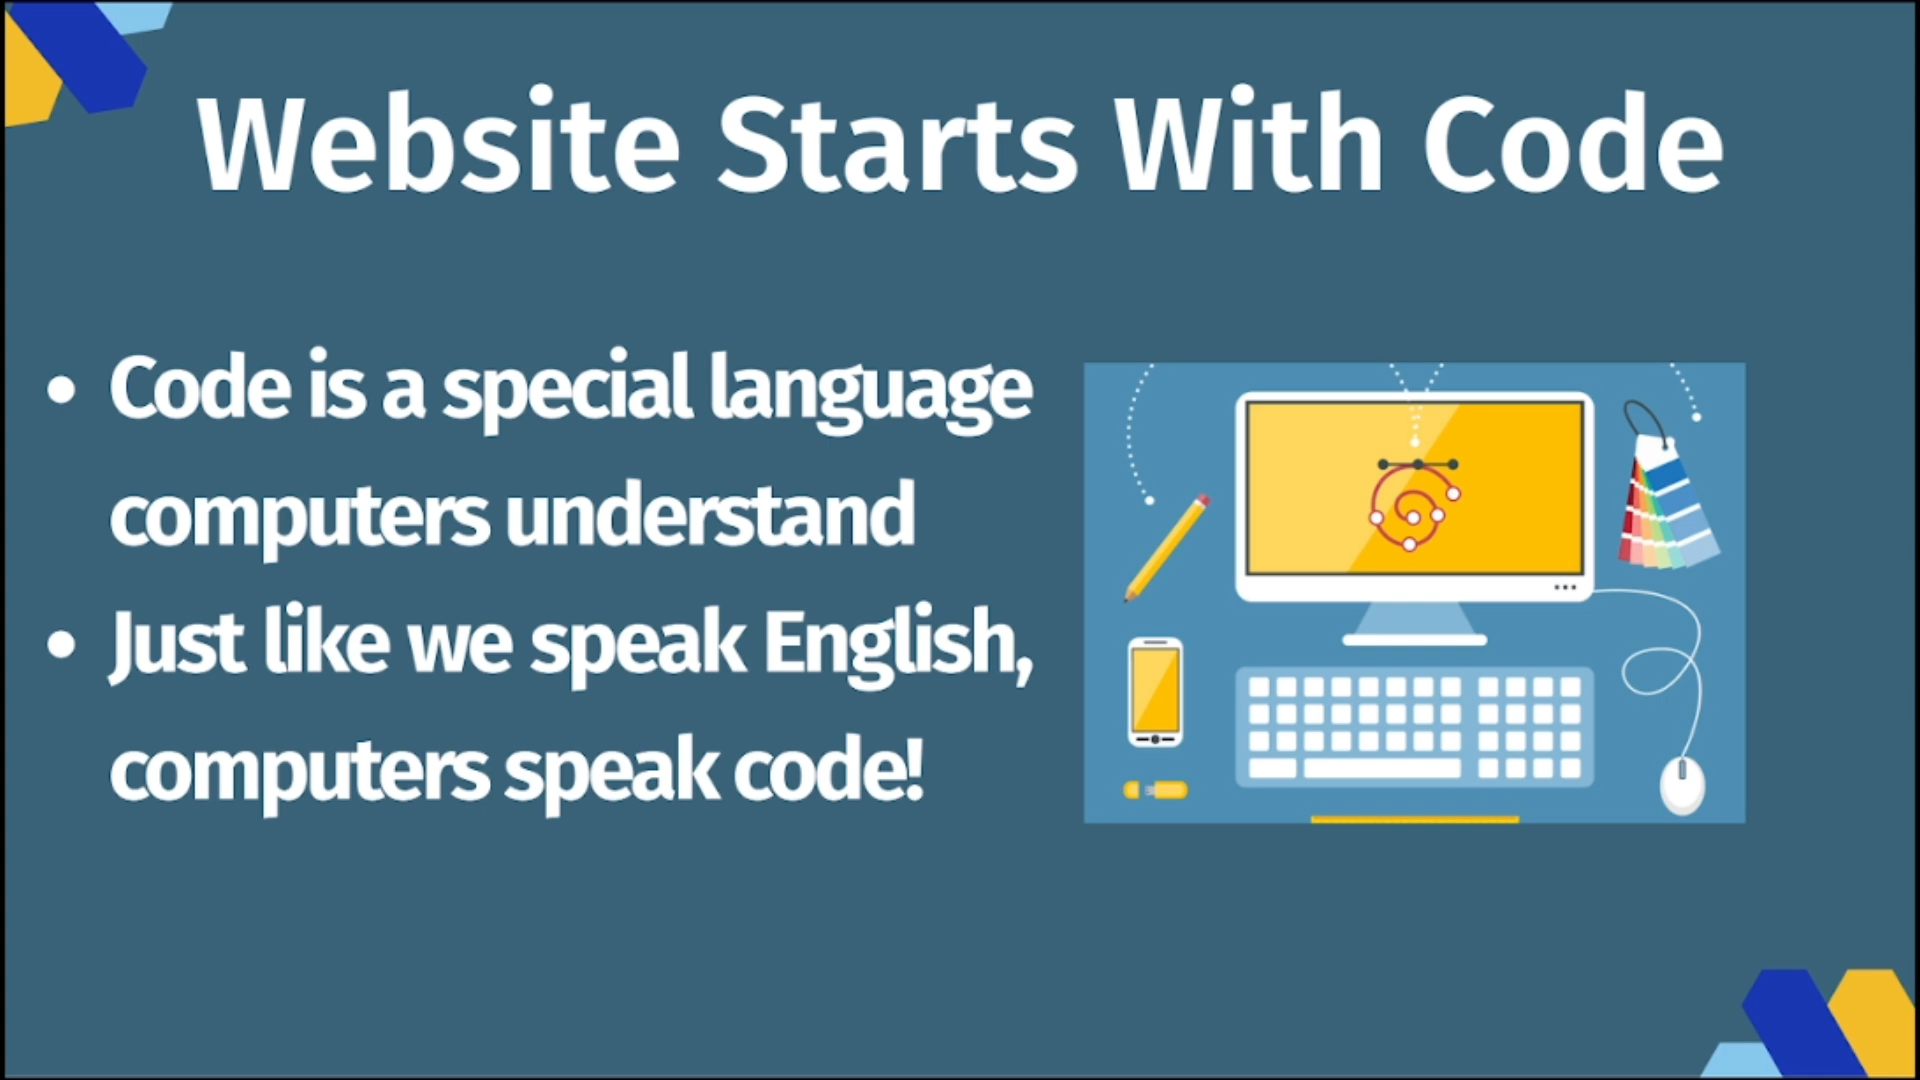 Website Starts With Code
• Code is a special language
computers understand
• Just like we speak English,
computers speak code!